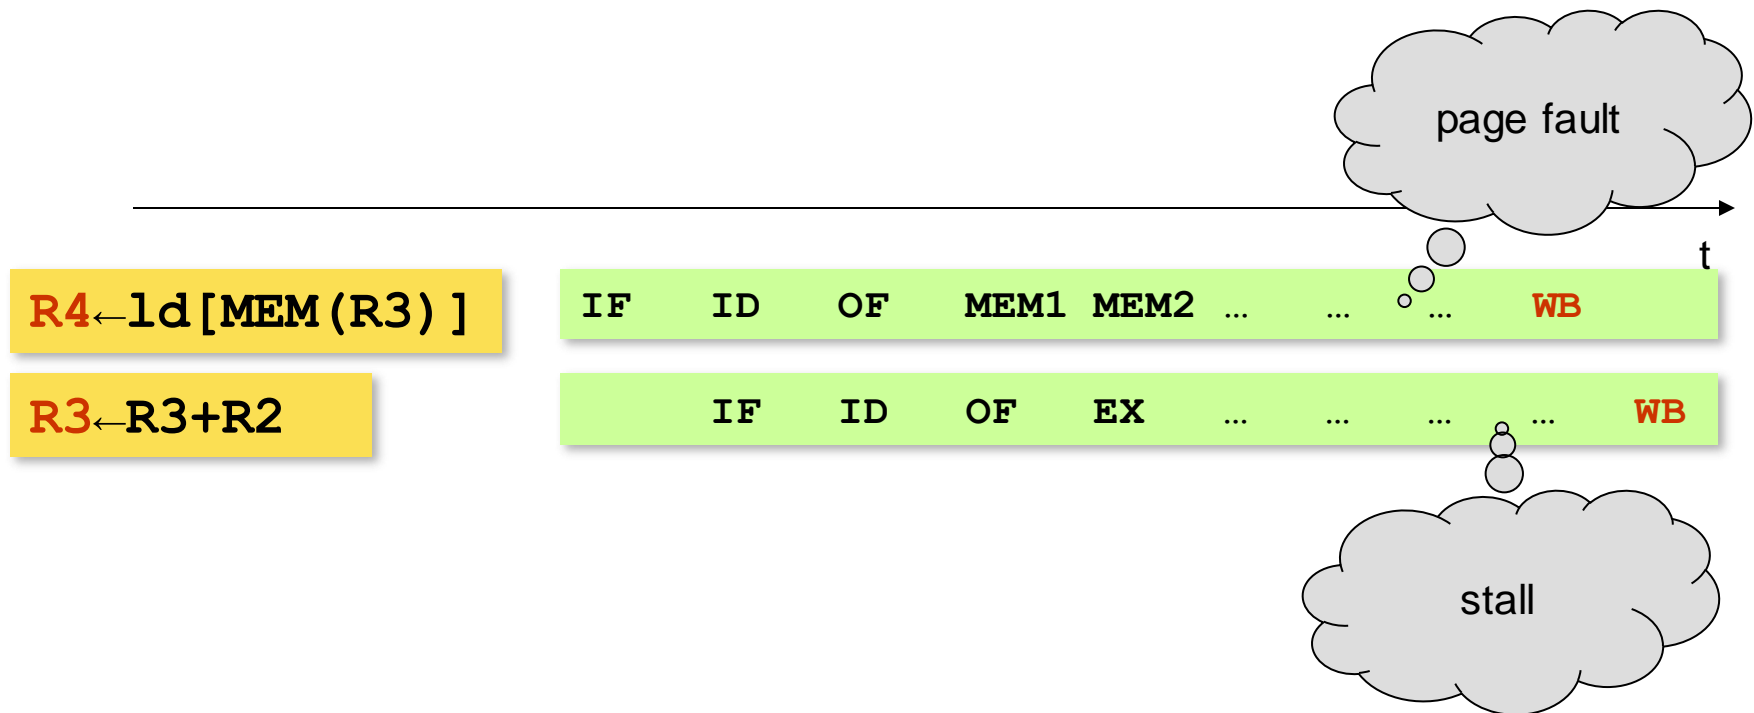 page fault
t
R4←ld[MEM(R3)] IF ID OF MEM1 MEM2 … … … WB
R3←R3+R2 IF ID OF EX … … … … WB
stall